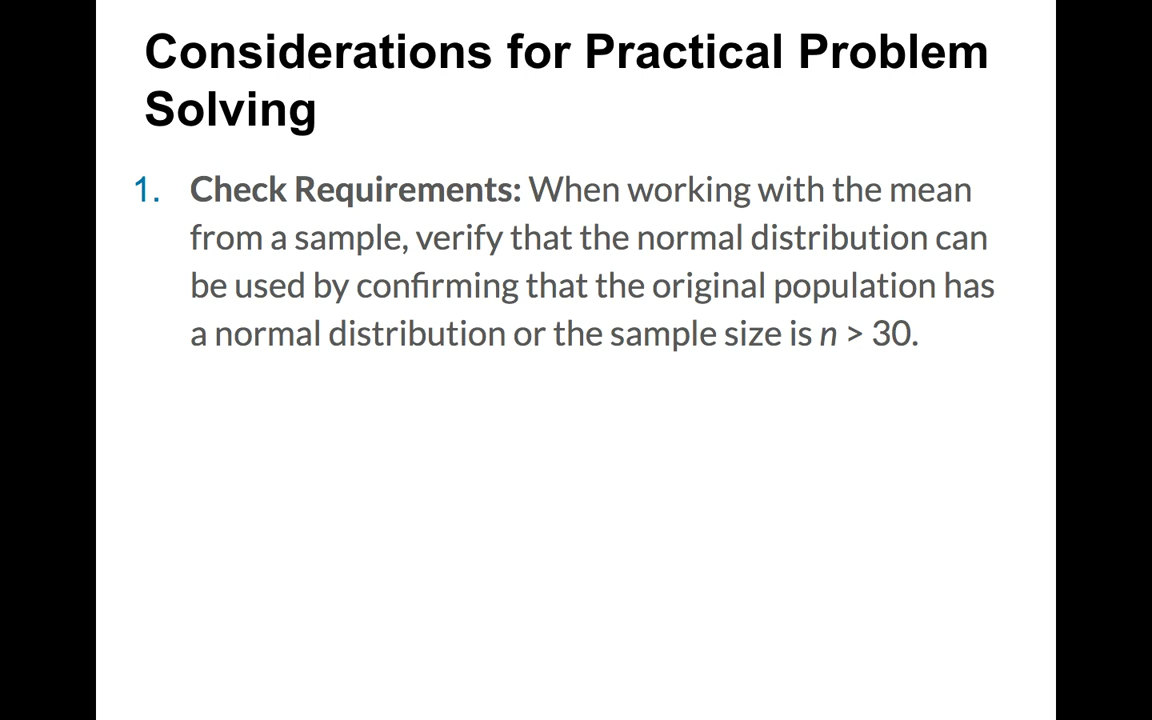 Considerations for Practical Problem
Solving
1. Check Requirements: When working with the mean
from a sample, verify that the normal distribution can
be used by confirming that the original population has
a normal distribution or the sample size is n > 30.